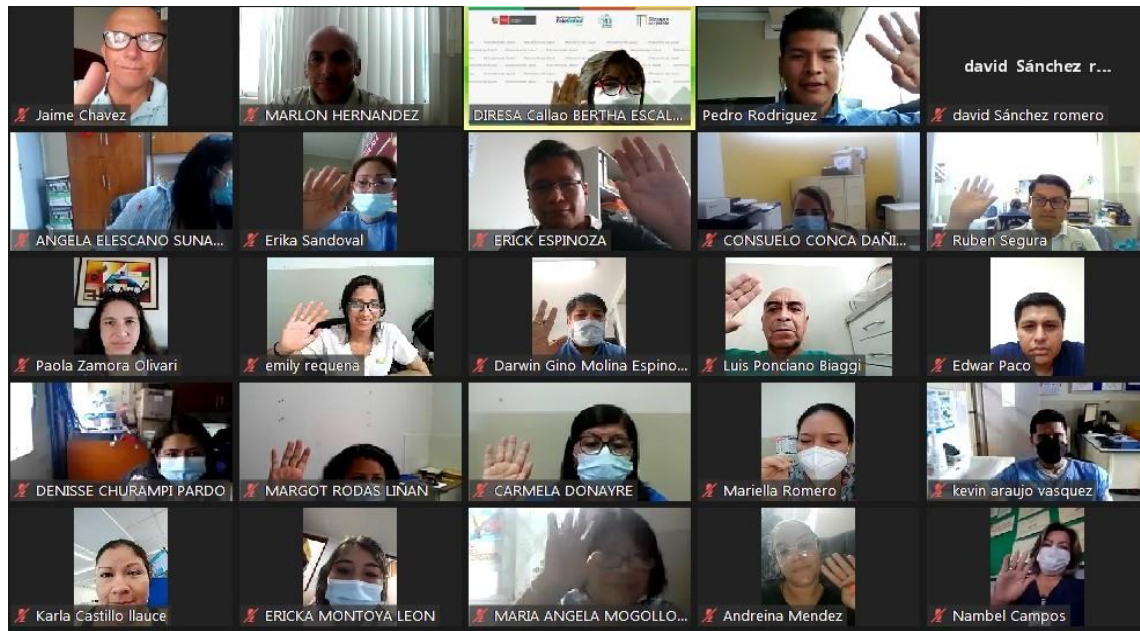 Jaime Chavez
MARLON HERNANDEZ
DIRESA Callao BERTHA ESCAL...
Pedro Rodriguez
david Sánchez r...
david Sánchez romero
ANGELA ELESCANO SUNA...
Erika Sandoval
ERICK ESPINOZA
CONSUELO CONCA DAÑI...
Ruben Segura
Paola Zamora Olivari
emily requena
Darwin Gino Molina Espino...
Luis Ponciano Biaggi
Edwar Paco
DENISSE CHURAMPI PARDO
MARGOT RODAS LIÑAN
CARMELA DONAYRE
Mariella Romero
kevin araujo vasquez
Karla Castillo llauce
ERICKA MONTOYA LEON
MARIA ANGELA MOGOLLO...
Andreina Mendez
Nambel Campos